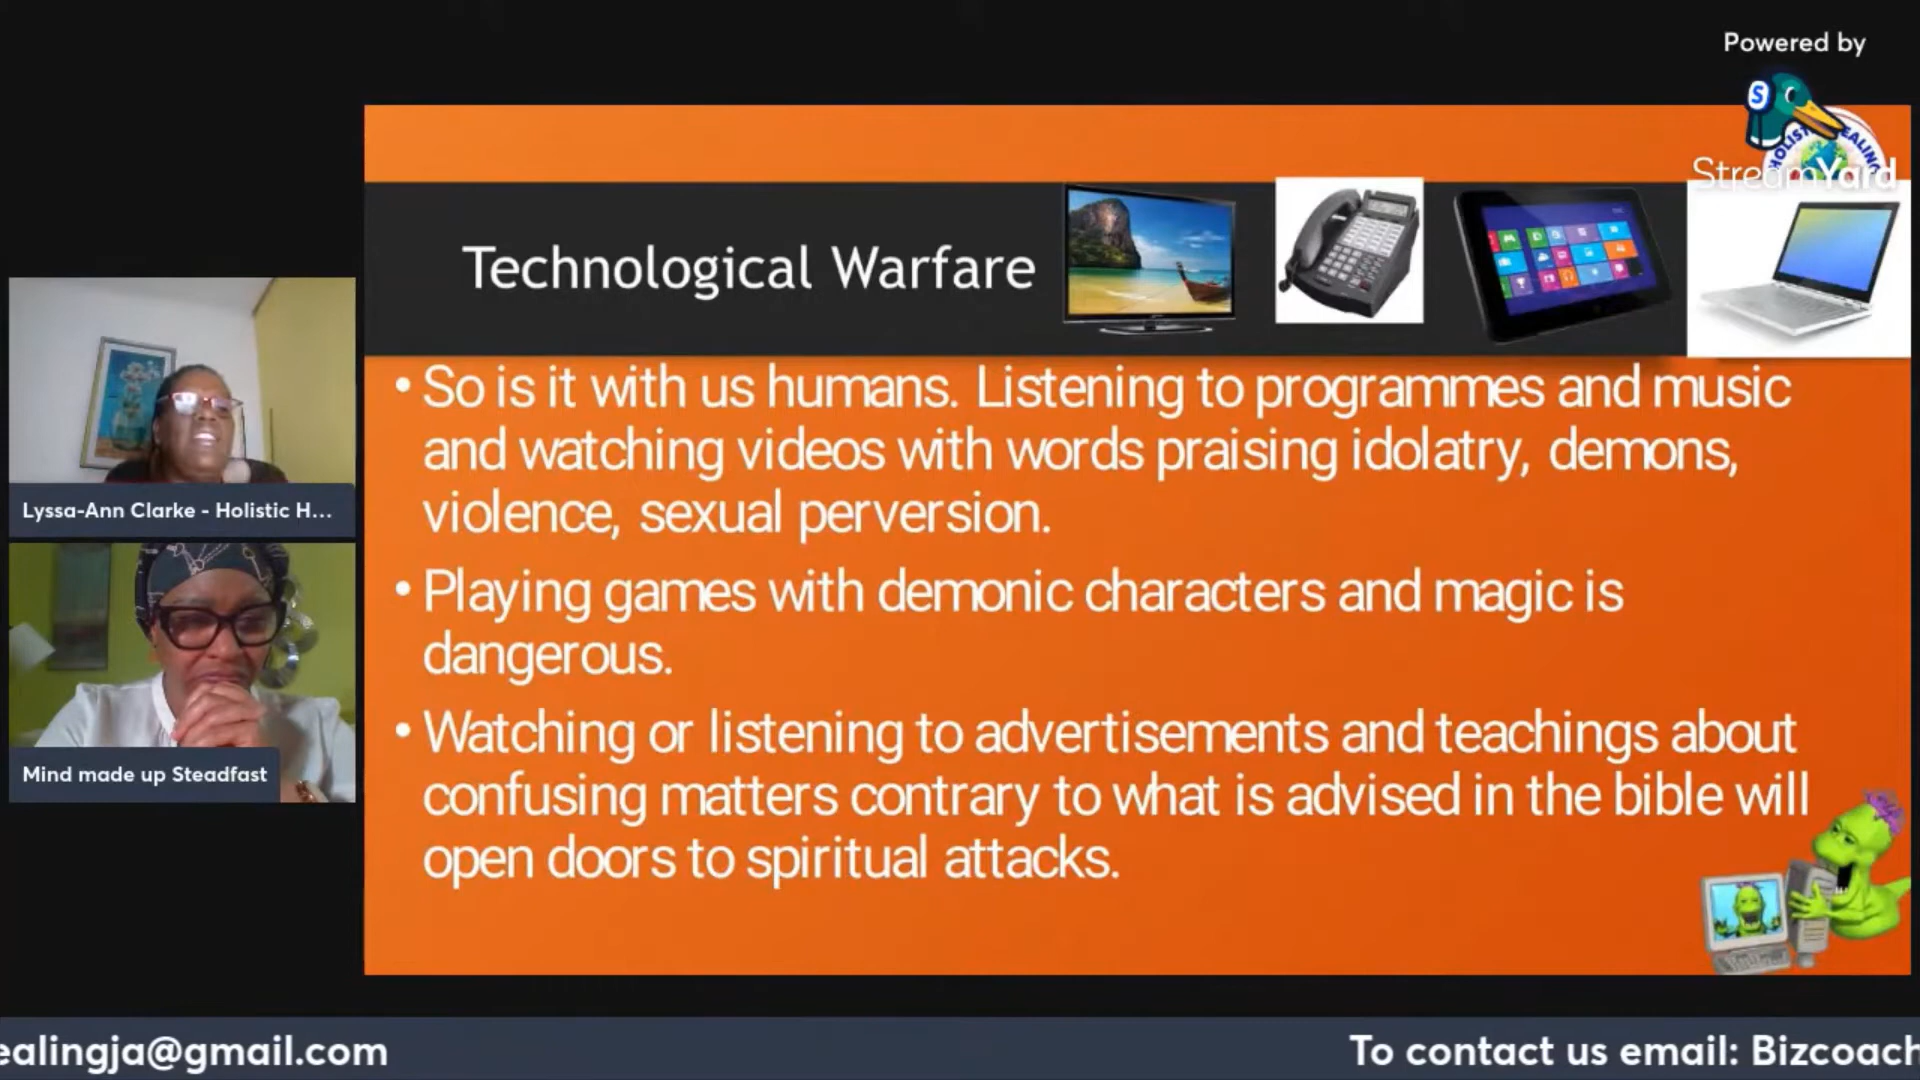 Powered by
StreamYard
Technological Warfare
• So is it with us humans. Listening to programmes and music
and watching videos with words praising idolatry, demons,
violence, sexual perversion.
• Playing games with demonic characters and magic is
dangerous.
• Watching or listening to advertisements and teachings about
confusing matters contrary to what is advised in the bible will
open doors to spiritual attacks.
Lyssa-Ann Clarke - Holistic H...
Mind made up Steadfast
ealingja@gmail.com
To contact us email: Bizcoach